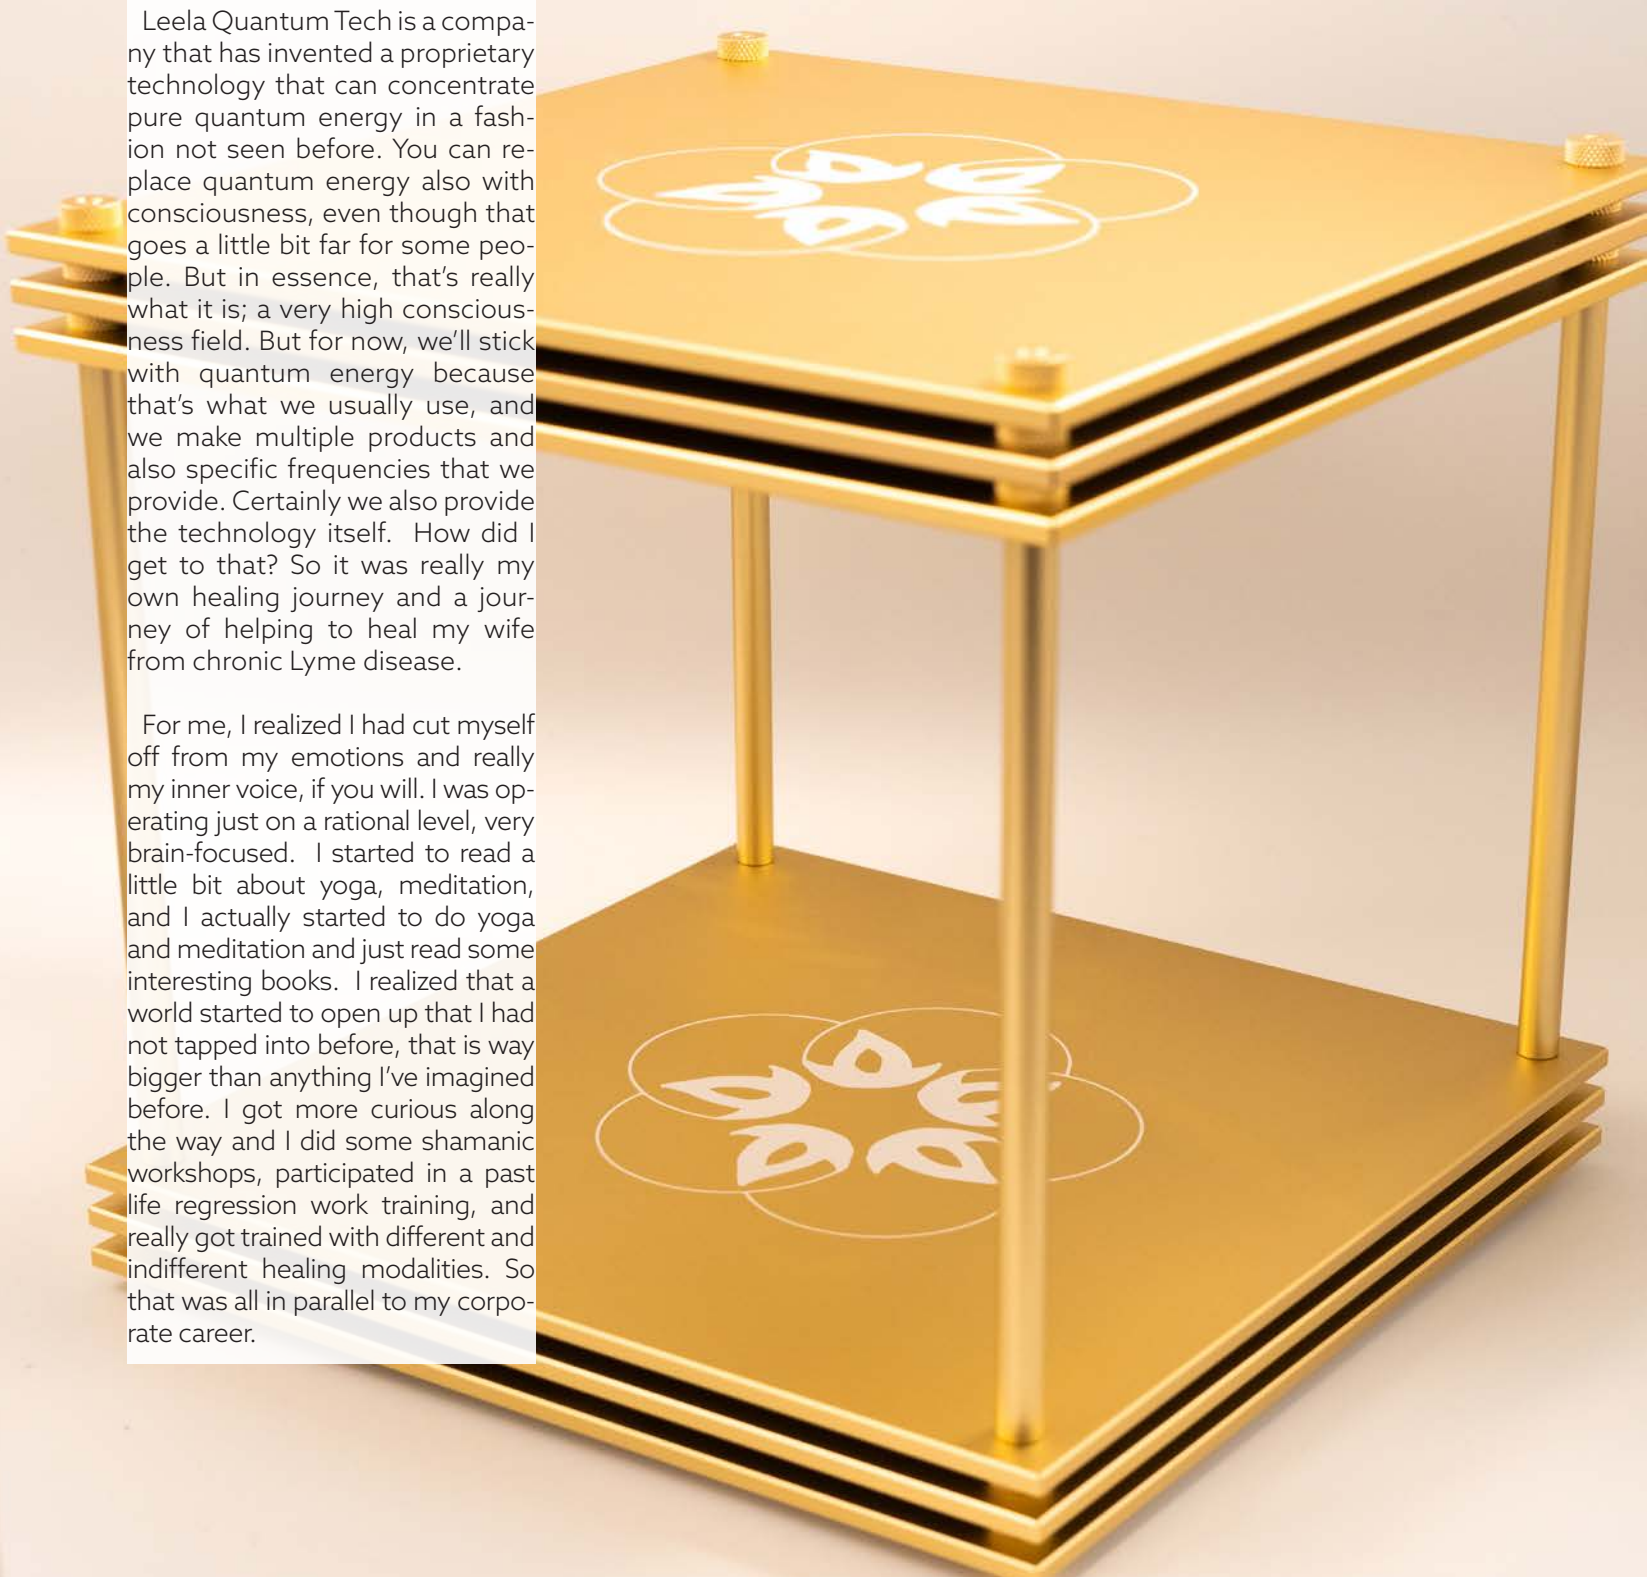 Leela Quantum Tech is a compa-
ny that has invented a proprietary
technology that can concentrate
pure quantum energy in a fash-
ion not seen before. You can re-
place quantum energy also with
consciousness, even though that
goes a little bit far for some peo-
ple. But in essence, that's really
what it is; a very high conscious-
ness field. But for now, we'll stick
with quantum energy because
that's what we usually use, and
we make multiple products and
also specific frequencies that we
provide. Certainly we also provide
the technology itself.  How did I
get to that? So it was really my
own healing journey and a jour-
ney of helping to heal my wife
from chronic Lyme disease.
For me, I realized I had cut myself
off from my emotions and really
my inner voice, if you will. I was op-
erating just on a rational level, very
brain-focused.  I started to read a
little bit about yoga, meditation,
and I actually started to do yoga
and meditation and just read some
interesting books.  I realized that a
world started to open up that I had
not tapped into before, that is way
bigger than anything I've imagined
before. I got more curious along
the way and I did some shamanic
workshops, participated in a past
life regression work training, and
really got trained with different and
indifferent healing modalities. So
that was all in parallel to my corpo-
rate career.